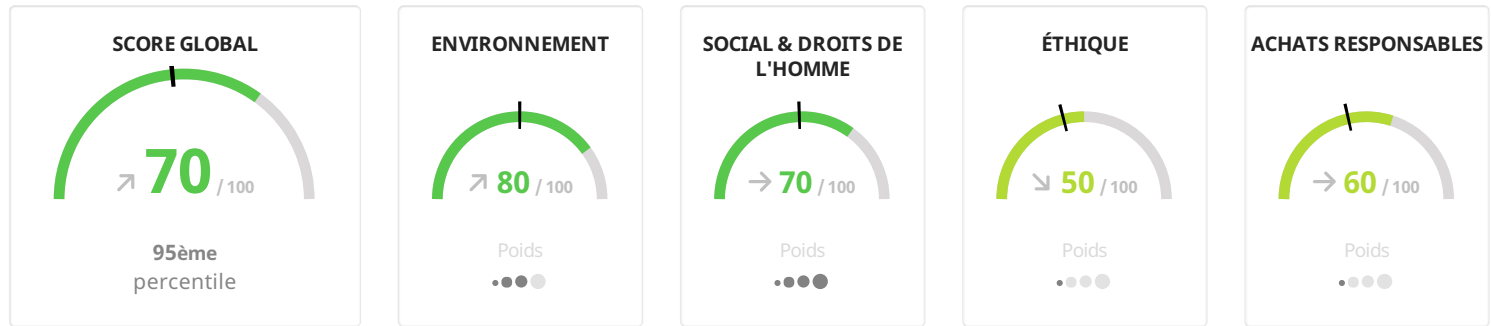 SCORE GLOBAL
70 / 100
95ème
percentile
ENVIRONNEMENT
80 / 100
Poids
SOCIAL & DROITS DE
L'HOMME
70 / 100
Poids
ÉTHIQUE
50 / 100
Poids
ACHATS RESPONSABLES
60 / 100
Poids